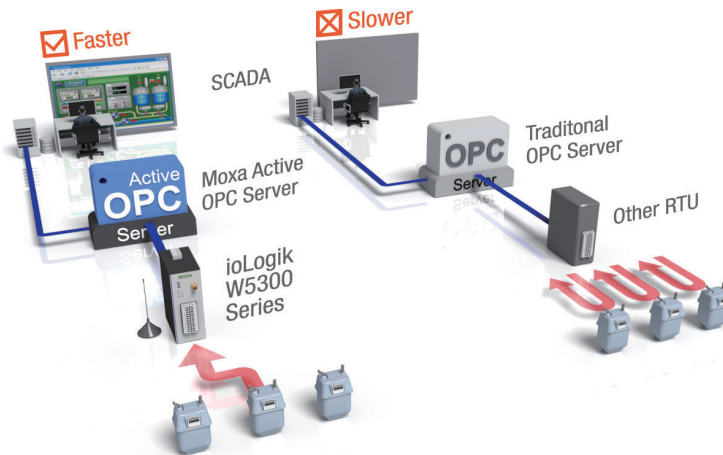 Faster
Slower
SCADA
Active
OPC
Server
Moxa Active
OPC Server
OPC
Server
Traditonal
OPC Server
Other RTU
ioLogik
W5300
Series
MOXA